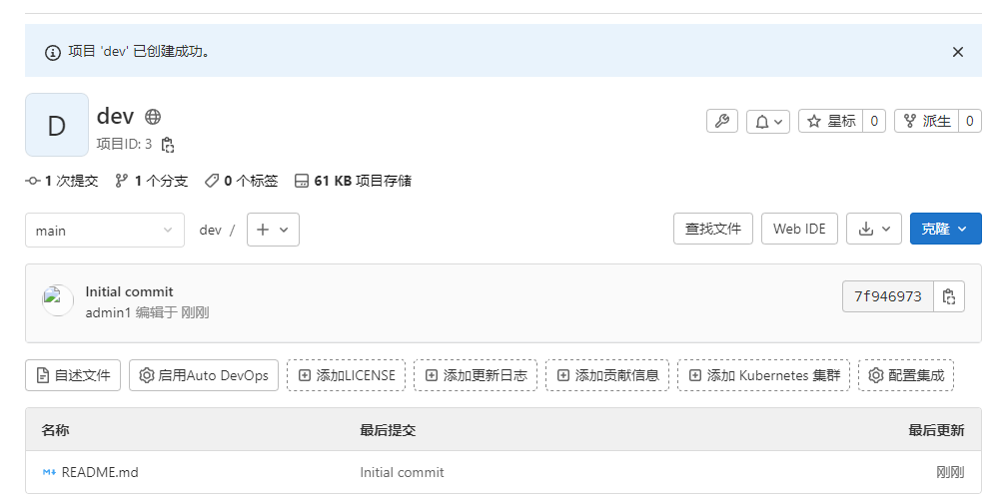 项目 'dev' 已创建成功。
D
dev
项目ID: 3
星标 0
派生 0
1 次提交 1 个分支 0 个标签 61 KB 项目存储
main
dev /
查找文件
Web IDE
克隆
Initial commit
admin1 编辑于 刚刚
7f946973
自述文件 启用Auto DevOps 添加LICENSE 添加更新日志 添加贡献信息 添加 Kubernetes 集群 配置集成
名称 最后提交 最后更新
M README.md Initial commit 刚刚